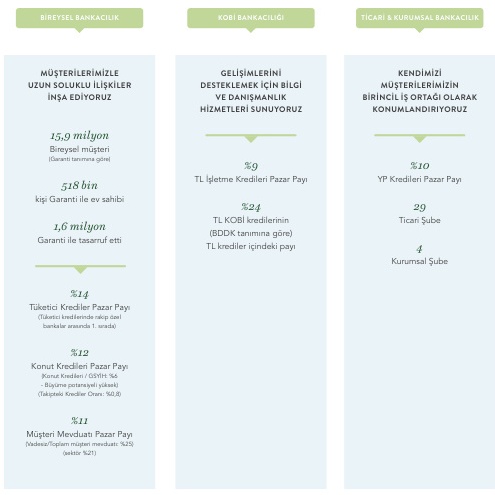 BİREYSEL BANKACILIK
MÜŞTERİLERİMİZLE
UZUN SOLUKLU İLİŞKİLER
İNŞA EDİYORUZ
15,9 milyon
Bireysel müşteri
(Garanti tanımına göre)
518 bin
kişi Garanti ile ev sahibi
1,6 milyon
Garanti ile tasarruf etti
%14
Tüketici Krediler Pazar Payı
(Tüketici kredilerinde rakip özel
bankalar arasında 1. sırada)
%12
Konut Kredileri Pazar Payı
(Konut Kredileri / GSYİH: %6
- Büyüme potansiyeli yüksek)
(Takipteki Krediler Oranı: %0,8)
%11
Müşteri Mevduatı Pazar Payı
(Vadesiz/Toplam müşteri mevduatı: %25)
(sektör %21)
KOBİ BANKACILIĞI
GELİŞİMLERİNİ
DESTEKLEMEK İÇİN BİLGİ
VE DANIŞMANLIK
HİZMETLERİ SUNUYORUZ
%9
TL İşletme Kredileri Pazar Payı
%24
TL KOBİ kredilerinin
(BDDK tanımına göre)
TL krediler içindeki payı
TİCARİ & KURUMSAL BANKACILIK
KENDİMİZİ
MÜŞTERİLERİMİZİN
BİRİNCİL İŞ ORTAĞI OLARAK
KONUMLANDIRIYORUZ
%10
YP Kredileri Pazar Payı
29
Ticari Şube
4
Kurumsal Şube